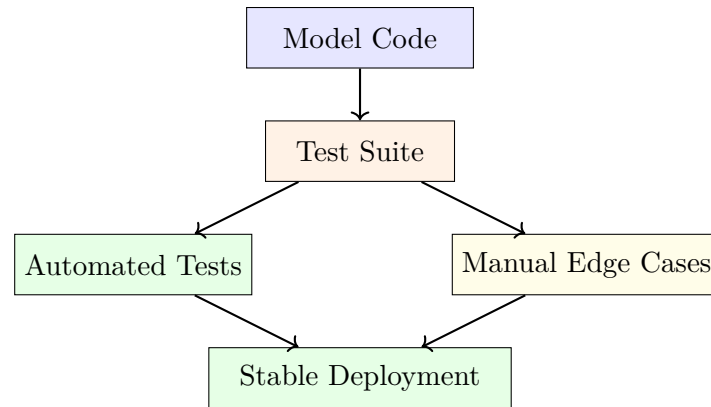 Model Code
Test Suite
Automated Tests
Manual Edge Cases
Stable Deployment